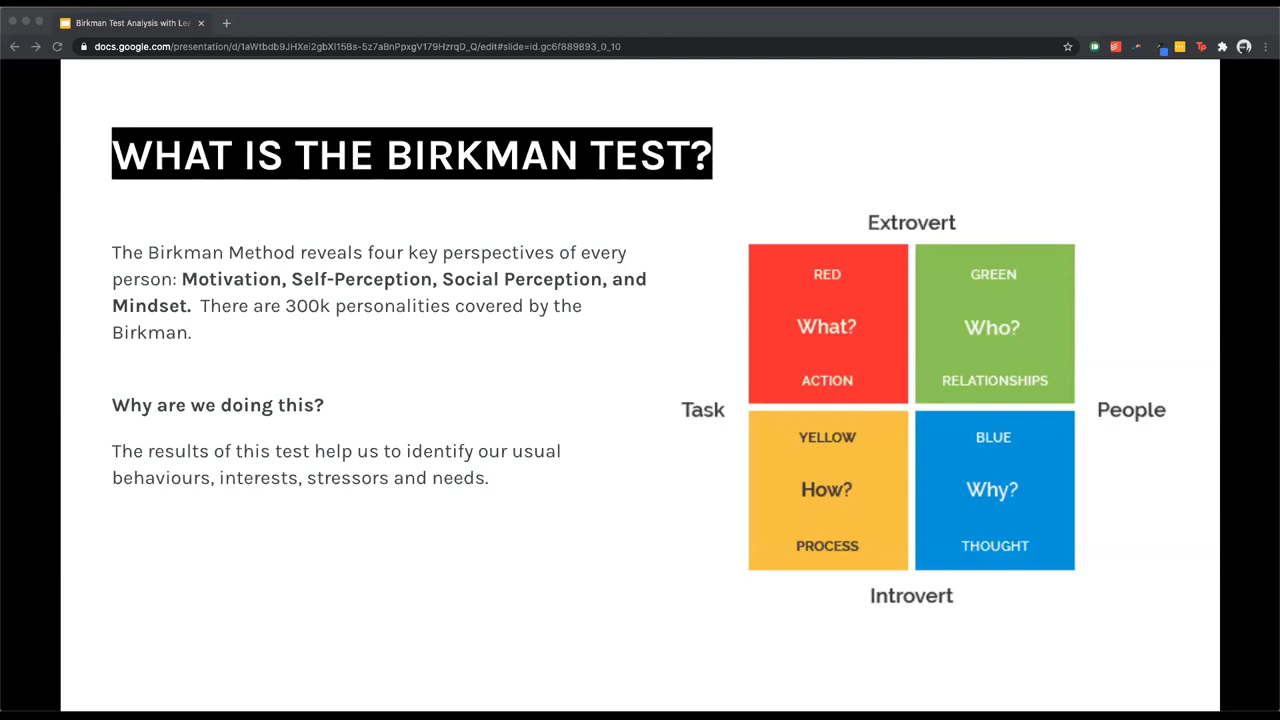 Birkman Test Analysis with Lea
docs.google.com/presentation/d/1aWtbdb9JHXei2gbXl15Bs-5z7aBnPpxgV179HzrqD_Q/edit#slide=id.gc6f889893_0_10
WHAT IS THE BIRKMAN TEST?
The Birkman Method reveals four key perspectives of every
person: Motivation, Self-Perception, Social Perception, and
Mindset. There are 300k personalities covered by the
Birkman.
Why are we doing this?
The results of this test help us to identify our usual
behaviours, interests, stressors and needs.
Extrovert
RED
What?
ACTION
GREEN
Who?
RELATIONSHIPS
Task
People
YELLOW
How?
PROCESS
BLUE
Why?
THOUGHT
Introvert